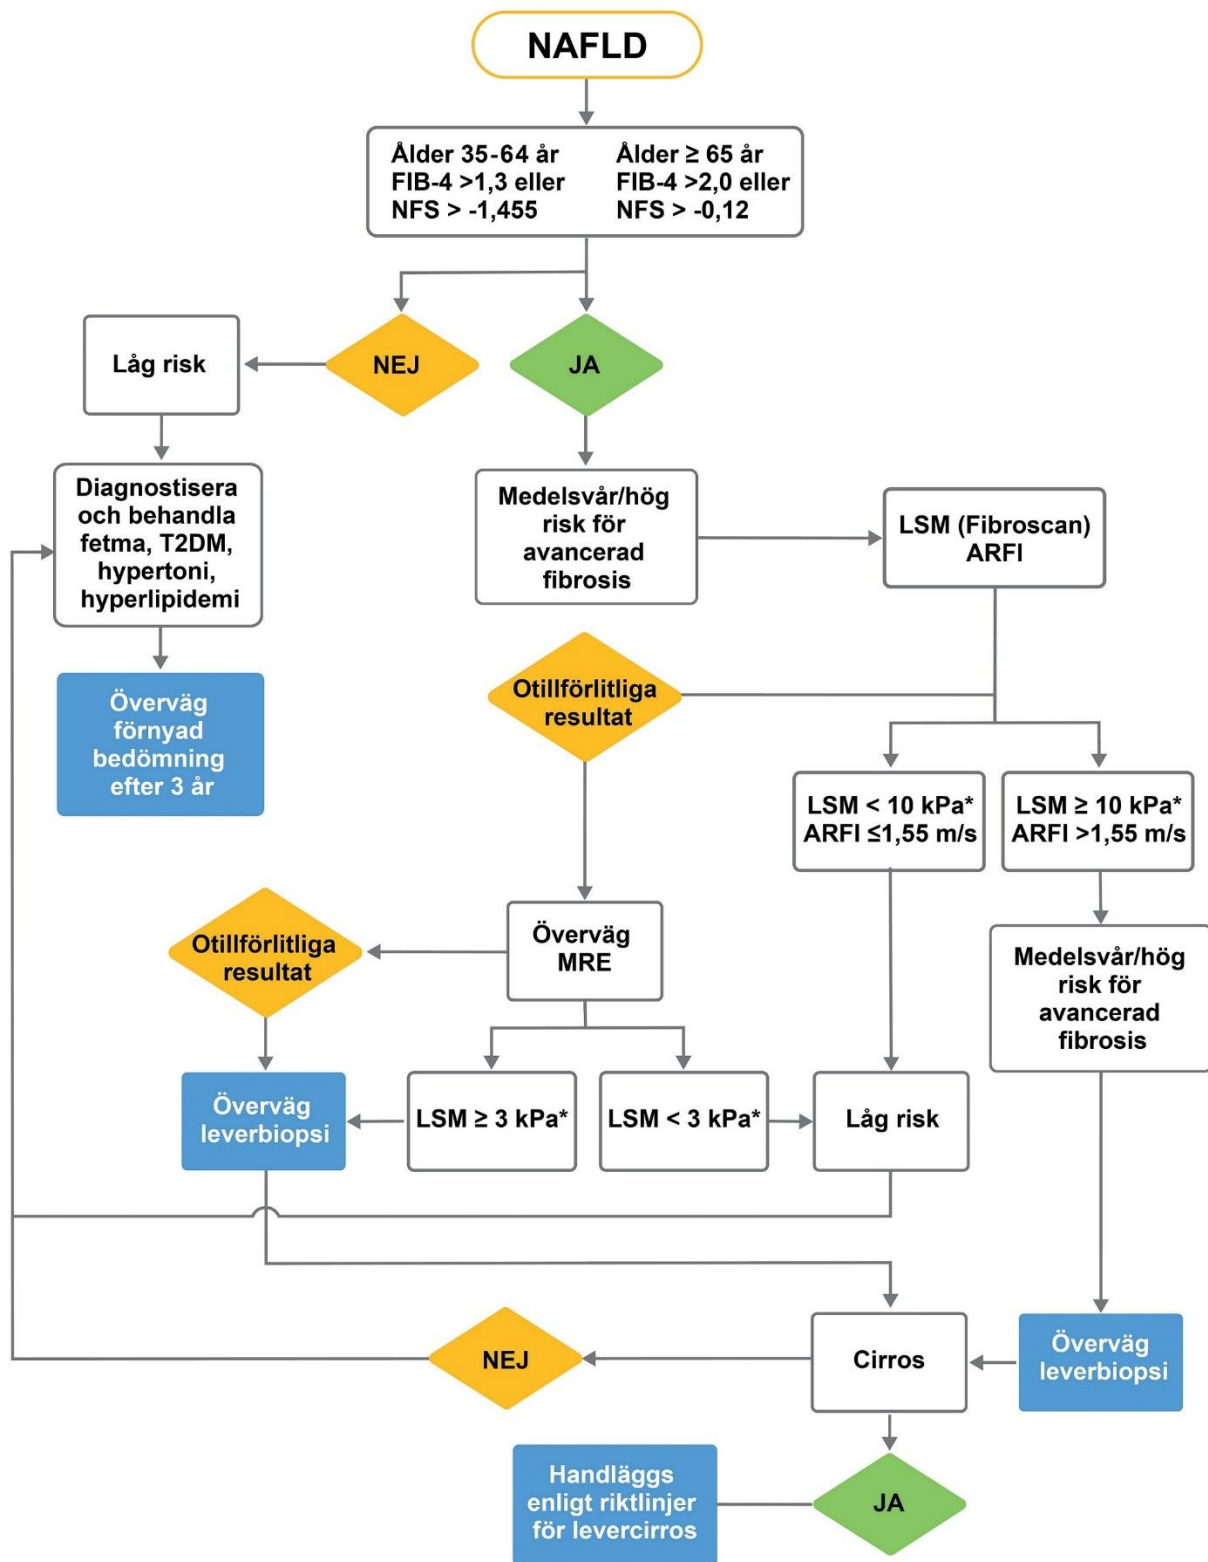 NAFLD
Ålder 35-64 år
FIB-4 >1,3 eller
NFS > -1,455
Ålder ≥ 65 år
FIB-4 >2,0 eller
NFS > -0,12
Låg risk
NEJ
JA
Diagnostisera
och behandla
fetma, T2DM,
hypertoni,
hyperlipidemi
Medelsvår/hög
risk för
avancerad
fibrosis
LSM (Fibroscan)
ARFI
Överväg
förnyad
bedömning
efter 3 år
Otillförlitliga
resultat
LSM < 10 kPa*
ARFI ≤1,55 m/s
LSM ≥ 10 kPa*
ARFI >1,55 m/s
Otillförlitliga
resultat
Överväg
MRE
Medelsvår/hög
risk för
avancerad
fibrosis
Överväg
leverbiopsi
LSM ≥ 3 kPa*
LSM < 3 kPa*
Låg risk
NEJ
Cirros
Överväg
leverbiopsi
Handläggs
enligt riktlinjer
för levercirros
JA